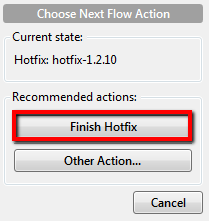 Choose Next Flow Action
Current state:
Hotfix: hotfix-1.2.10
Recommended actions:
Finish Hotfix
Other Action...
Cancel